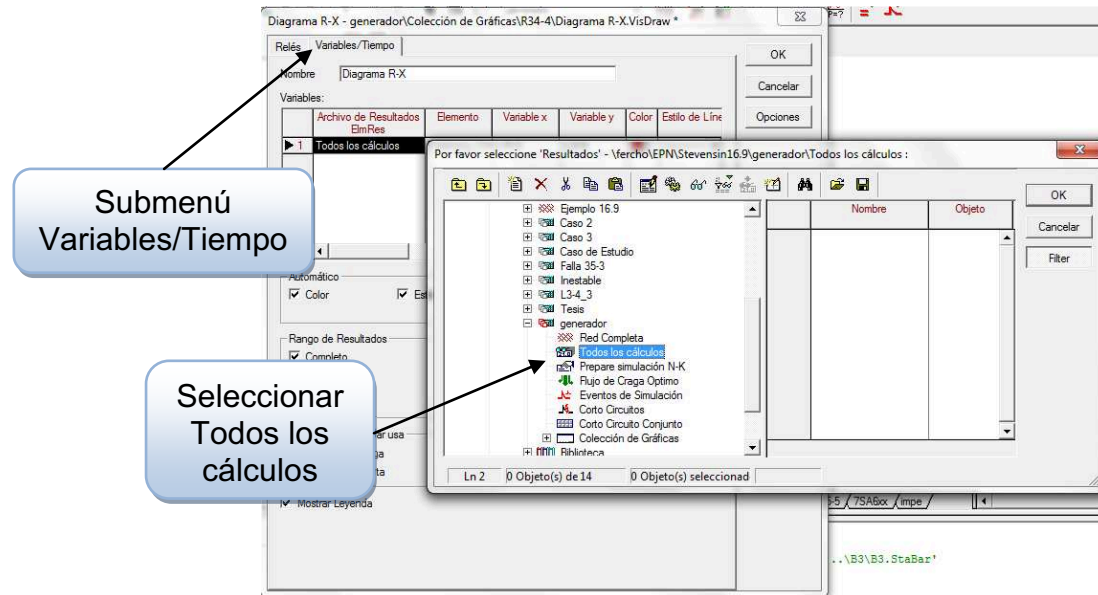 Diagrama R-X - generador\Colección de Gráficas\R34-4\Diagrama R-X.VisDraw *
Relés
Variables/Tiempo
OK
Nombre
Diagrama R-X
Cancelar
Variables:
Archivo de Resultados
ElmRes
Elemento
Variable x
Variable y
Color
Estilo de Líne
Opciones
1
Todos los cálculos
Por favor seleccione 'Resultados' - \fercho\EPN\Stevensin16.9\generador\Todos los cálculos :
Submenú
Variables/Tiempo
Ejemplo 16.9
Caso 2
Caso 3
Caso de Estudio
Falla 35-3
Inestable
L3-4_3
Tesis
generador
Red Completa
Todos los cálculos
Prepare simulación N-K
Flujo de Craga Optimo
Eventos de Simulación
Corto Circuitos
Corto Circuito Conjunto
Colección de Gráficas
Biblioteca
Nombre
Objeto
OK
Cancelar
Filter
Color
Rango de Resultados
Completo
Seleccionar
Todos los
cálculos
ar usa
Ln 2
0 Objeto(s) de 14
0 Objeto(s) seleccionad
Mostrar Leyenda
7SA6xx
impe
..\B3\B3.StaBar'